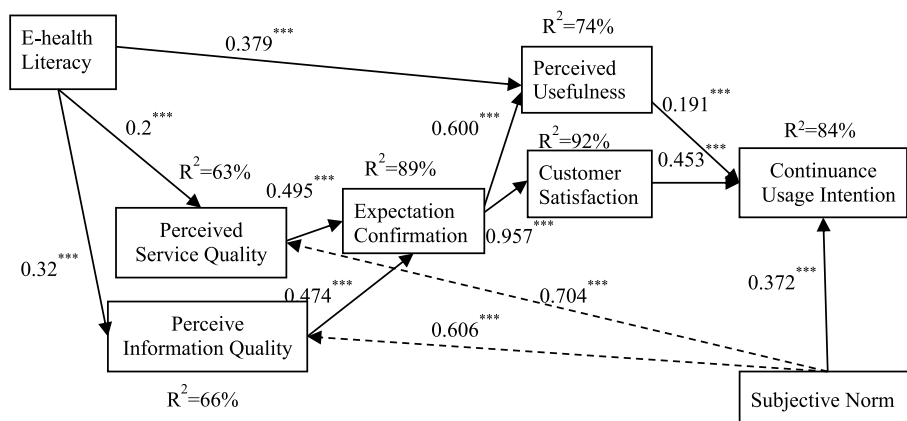 E-health
Literacy
0.379***
R²=74%
Perceived
Usefulness
0.191***
0.2***
0.600***
R²=92%
R²=84%
R²=63%
R²=89%
0.453***
0.495***
Customer
Satisfaction
Continuance
Usage Intention
Perceived
Service Quality
Expectation
Confirmation
0.957***
0.32***
0.474***
0.704***
0.372***
Perceive
Information Quality
0.606***
R²=66%
Subjective Norm